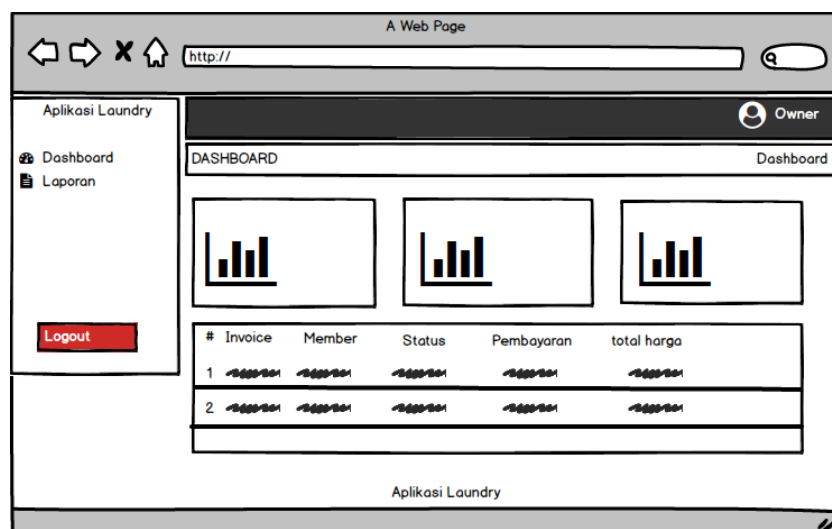 A Web Page
http://
Aplikasi Laundry
Dashboard
Laporan
Logout
Owner
DASHBOARD
Dashboard
# Invoice Member Status Pembayaran total harga
1
2
Aplikasi Laundry